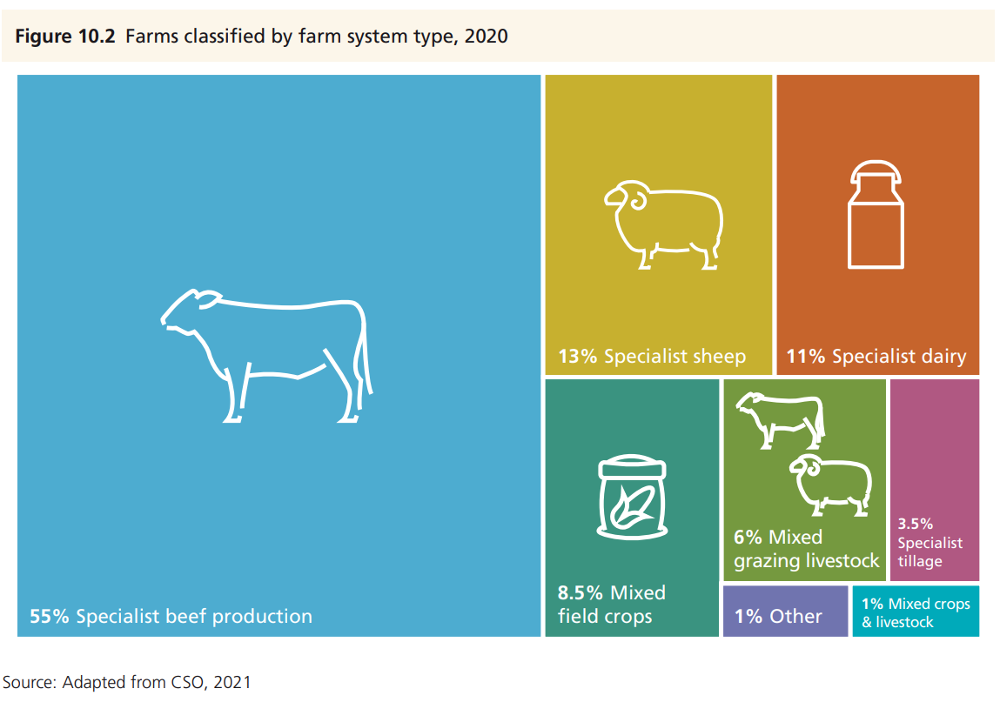 Figure 10.2 Farms classified by farm system type, 2020
13% Specialist sheep
11% Specialist dairy
55% Specialist beef production
8.5% Mixed
field crops
6% Mixed
grazing livestock
3.5%
Specialist
tillage
1% Other
1% Mixed crops
& livestock
Source: Adapted from CSO, 2021